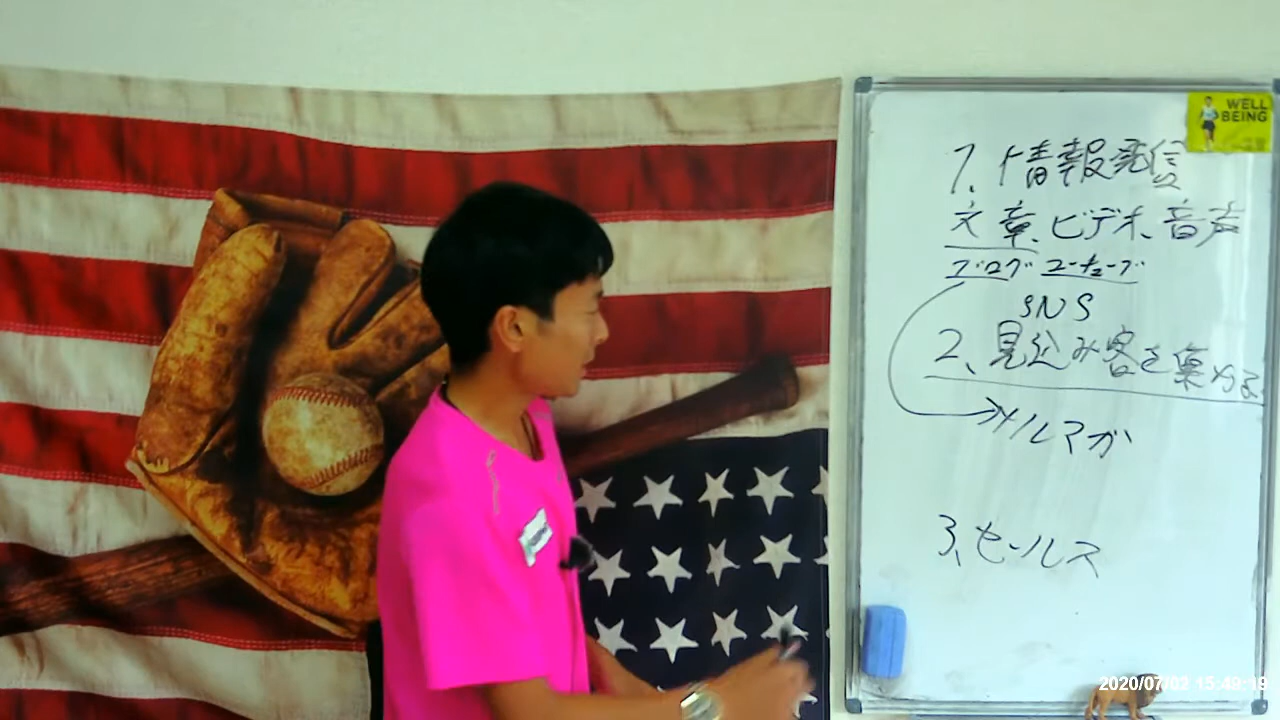 WELL
BEING
1. 情報発信
文章、ビデオ、音声
ブログ ユーチューブ
SNS
2、見込み客を集める
メルマガ
3、セールス
2020/07/02 15:49:19